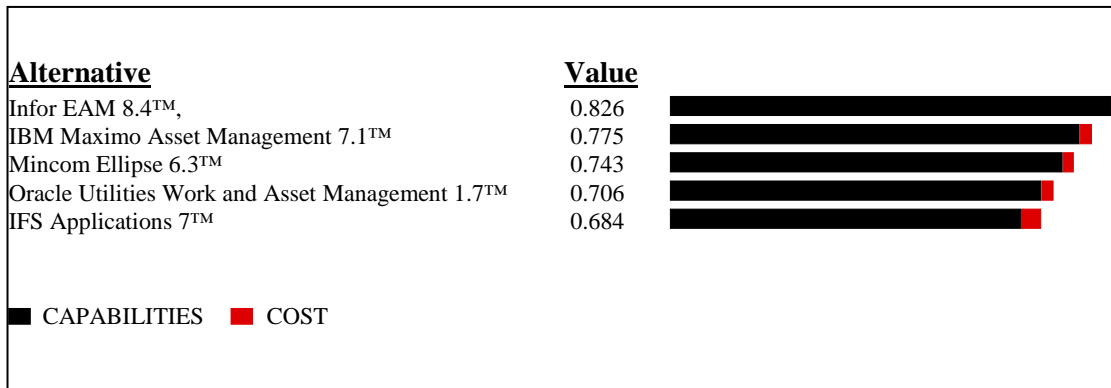 Alternative Value
Infor EAM 8.4™, 0.826
IBM Maximo Asset Management 7.1™ 0.775
Mincom Ellipse 6.3™ 0.743
Oracle Utilities Work and Asset Management 1.7™ 0.706
IFS Applications 7™ 0.684
CAPABILITIES COST